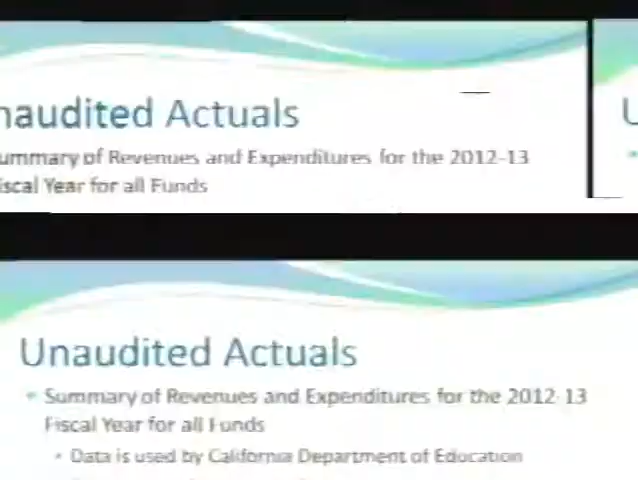 naudited Actuals
ummary of Revenues and Expenditures for the 2012-13
iscal Year for all Funds
U
Unaudited Actuals
Summary of Revenues and Expenditures for the 2012-13
Fiscal Year for all Funds
Data is used by California Department of Education